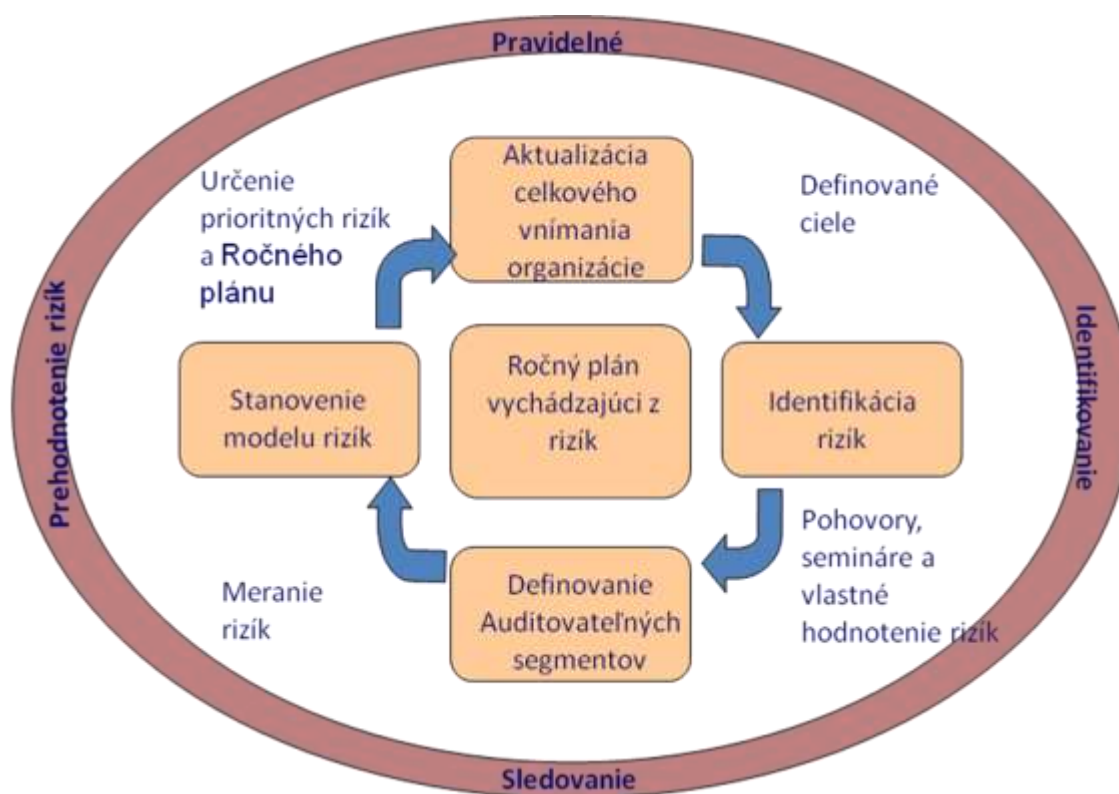 Pravidelné
Aktualizácia
celkového
vnímania
organizácie
Určenie
prioritných rizík
a Ročného
plánu
Definované
ciele
Prehodnotenie rizík
Identifikovanie
Stanovenie
modelu rizík
Ročný plán
vychádzajúci z
rizík
Identifikácia
rizík
Pohovory,
semináre a
vlastné
hodnotenie rizík
Meranie
rizík
Definovanie
Auditovateľných
segmentov
Sledovanie